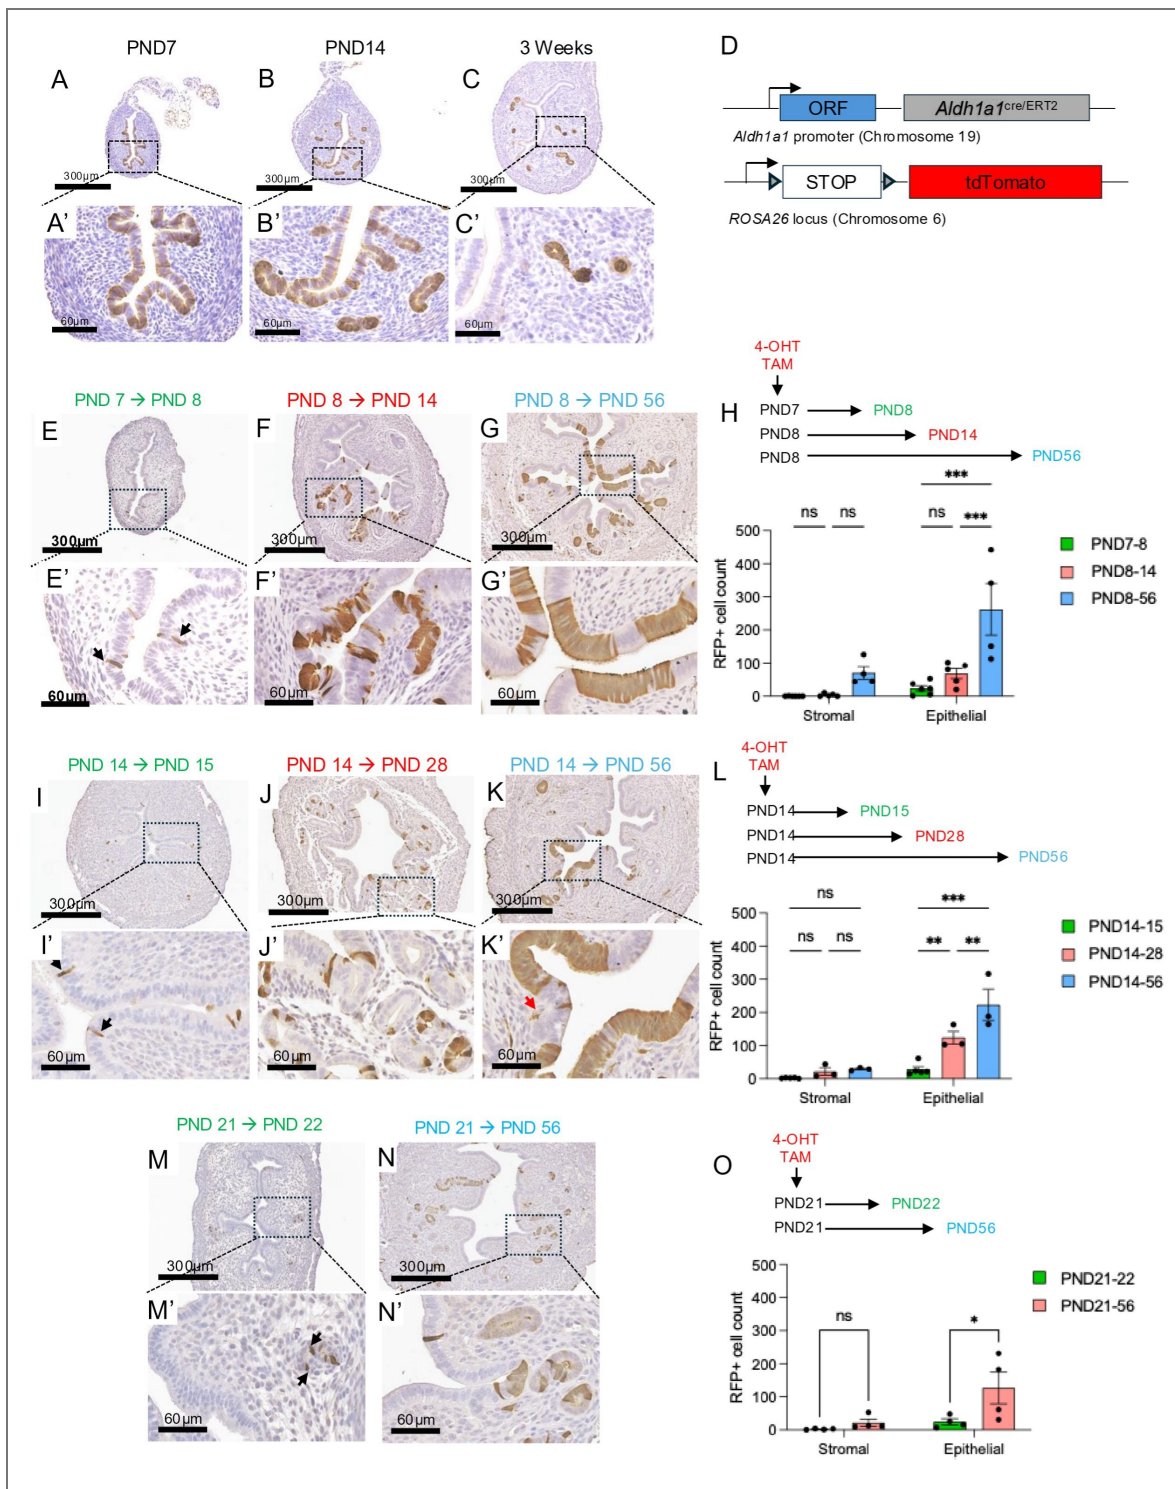 PND7 PND14 3 Weeks
A B C D
ORF Aldh1a1cre/ERT2
Aldh1a1 promoter (Chromosome 19)
STOP tdTomato
ROSA26 locus (Chromosome 6)
300µm 300µm 300µm
A' B' C'
60µm 60µm 60µm
PND 7 → PND 8 PND 8 → PND 14 PND 8 → PND 56
E F G
300µm 300µm 300µm
E' F' G'
60µm 60µm 60µm
H
4-OHT
TAM
PND7 PND8
PND8 PND14
PND8 PND56
***
ns ns ns ***
500
400
300
200
100
0
RFP+ cell count
Stromal Epithelial
PND7-8
PND8-14
PND8-56
PND 14 → PND 15 PND 14 → PND 28 PND 14 → PND 56
I J K
300µm 300µm 300µm
I' J' K'
60µm 60µm 60µm
L
4-OHT
TAM
PND14 PND15
PND14 PND28
PND14 PND56
ns ***
ns ns ** **
500
400
300
200
100
0
RFP+ cell count
Stromal Epithelial
PND14-15
PND14-28
PND14-56
PND 21 → PND 22 PND 21 → PND 56
M N
300µm 300µm
M' N'
60µm 60µm
O
4-OHT
TAM
PND21 PND22
PND21 PND56
ns *
500
400
300
200
100
0
RFP+ cell count
Stromal Epithelial
PND21-22
PND21-56